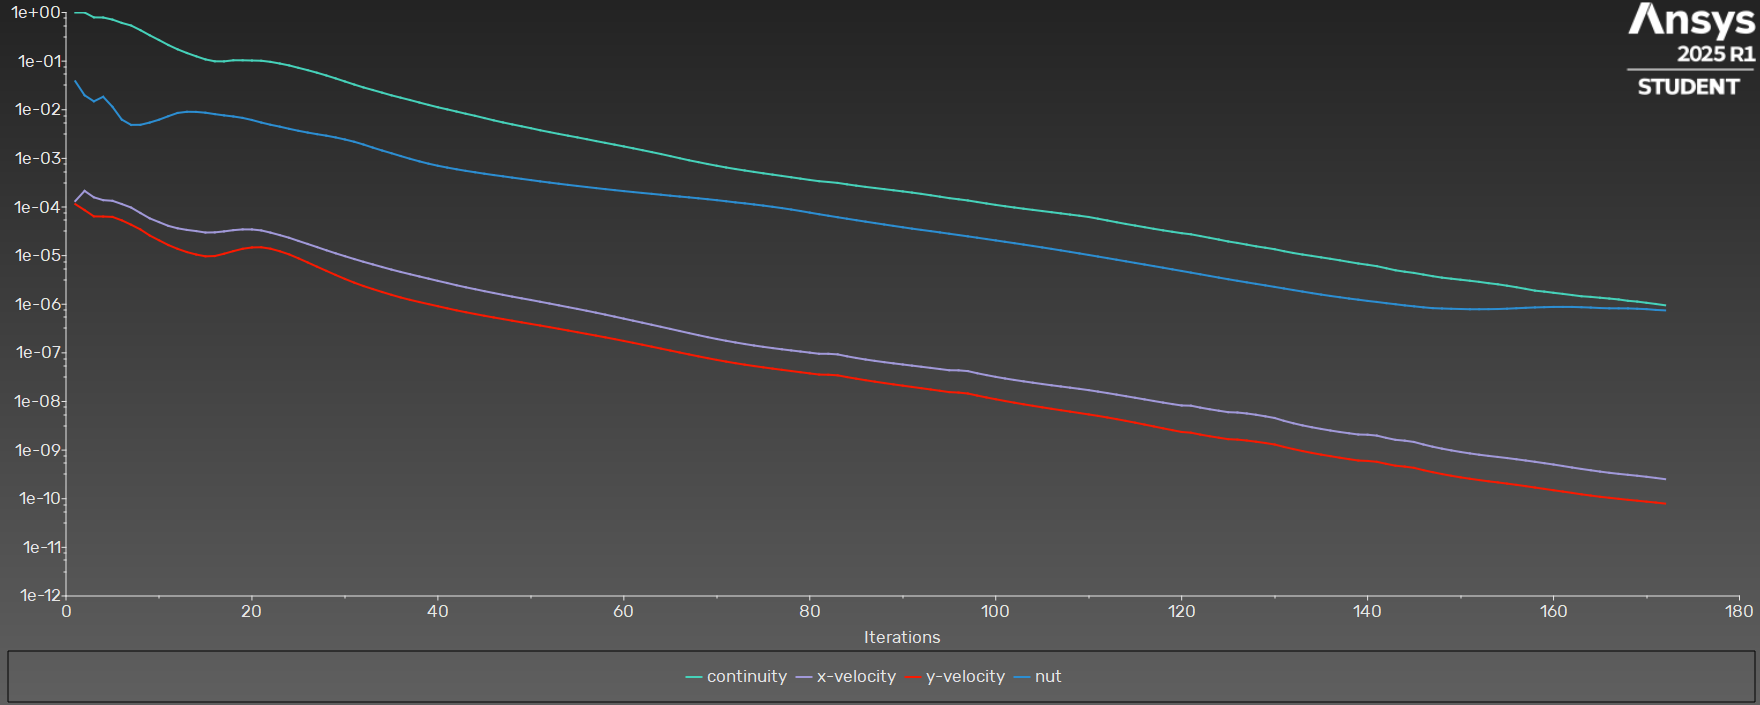 Ansys
2025 R1
STUDENT
1e+00
1e-01
1e-02
1e-03
1e-04
1e-05
1e-06
1e-07
1e-08
1e-09
1e-10
1e-11
1e-12
0 20 40 60 80 100 120 140 160 180
Iterations
continuity x-velocity y-velocity nut